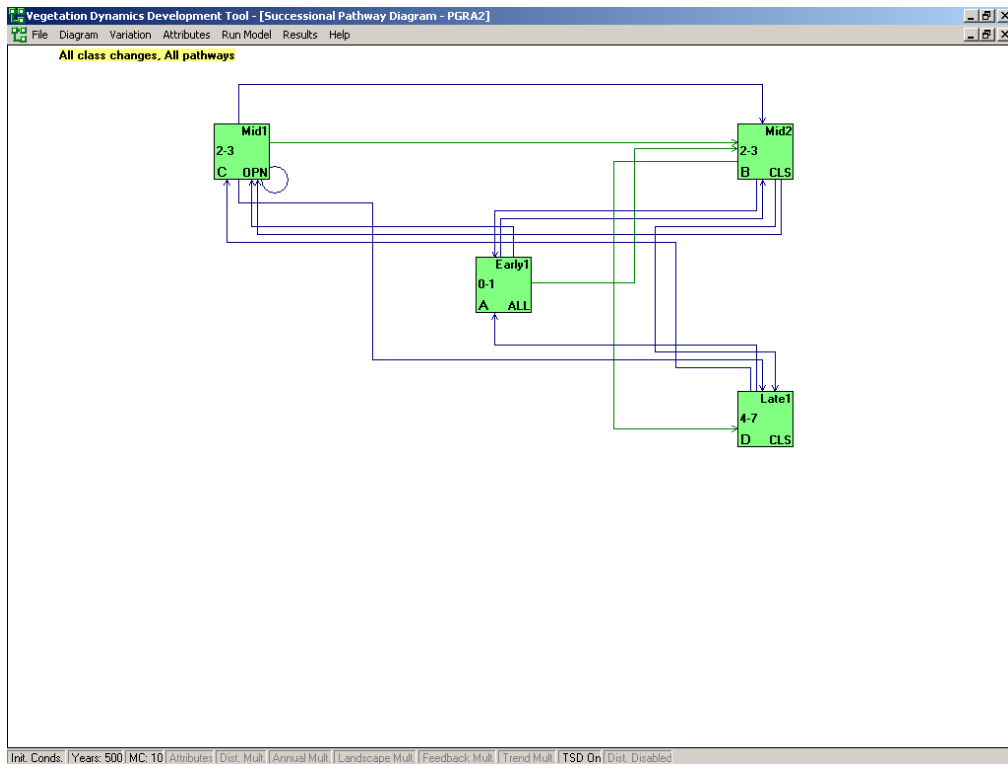 Vegetation Dynamics Development Tool - [Successional Pathway Diagram - PGRA2]
File Diagram Variation Attributes Run Model Results Help
All class changes, All pathways
Mid1
2-3
C OPN
Mid2
2-3
B CLS
Early1
0-1
A ALL
Late1
4-7
D CLS
Init. Conds. Years: 500 MC: 10 Attributes Dist. Mult. Annual Mult. Landscape Mult. Feedback Mult. Trend Mult. TSD On Dist. Disabled